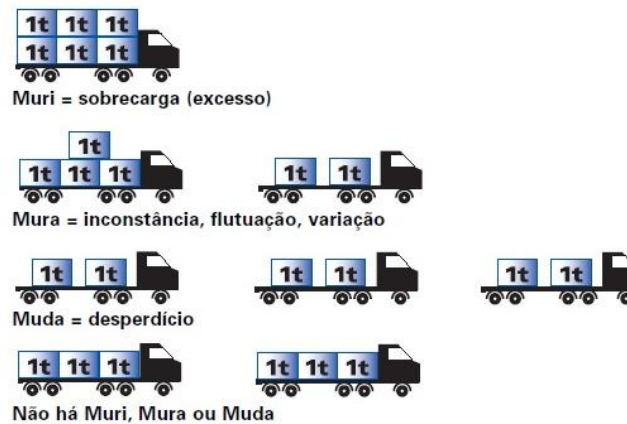 1t 1t 1t
1t 1t 1t
Muri = sobrecarga (excesso)
1t
1t 1t 1t 1t 1t
Mura = inconstância, flutuação, variação
1t 1t 1t 1t 1t 1t
Muda = desperdício
1t 1t 1t 1t 1t 1t
Não há Muri, Mura ou Muda